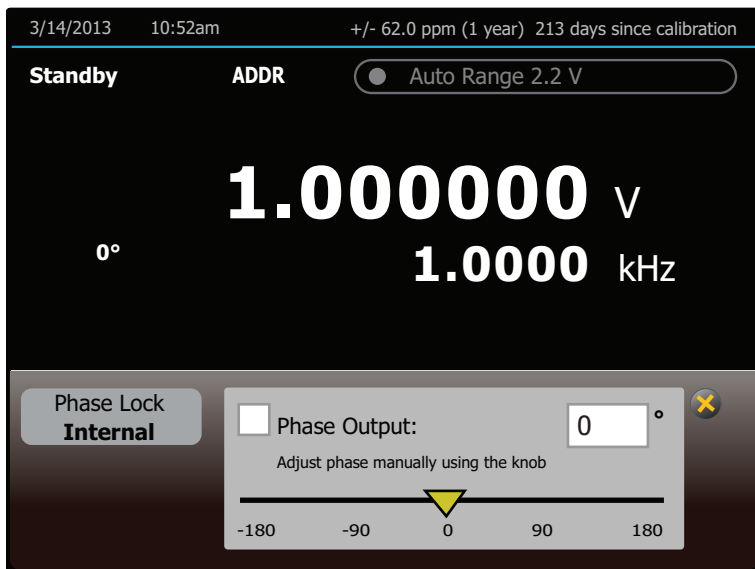 3/14/2013 10:52am +/- 62.0 ppm (1 year) 213 days since calibration
Standby ADDR Auto Range 2.2 V
1.000000 V
0° 1.0000 kHz
Phase Lock
Internal
Phase Output: 0 °
Adjust phase manually using the knob
-180 -90 0 90 180